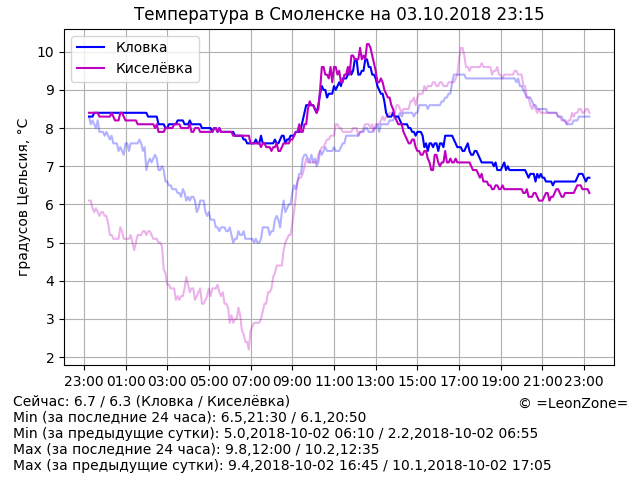 Температура в Смоленске на 03.10.2018 23:15
градусов Цельсия, °C
Кловка
Киселёвка
10
9
8
7
6
5
4
3
2
23:00 01:00 03:00 05:00 07:00 09:00 11:00 13:00 15:00 17:00 19:00 21:00 23:00
Сейчас: 6.7 / 6.3 (Кловка / Киселёвка)
© =LeonZone=
Min (за последние 24 часа): 6.5,21:30 / 6.1,20:50
Min (за предыдущие сутки): 5.0,2018-10-02 06:10 / 2.2,2018-10-02 06:55
Max (за последние 24 часа): 9.8,12:00 / 10.2,12:35
Max (за предыдущие сутки): 9.4,2018-10-02 16:45 / 10.1,2018-10-02 17:05